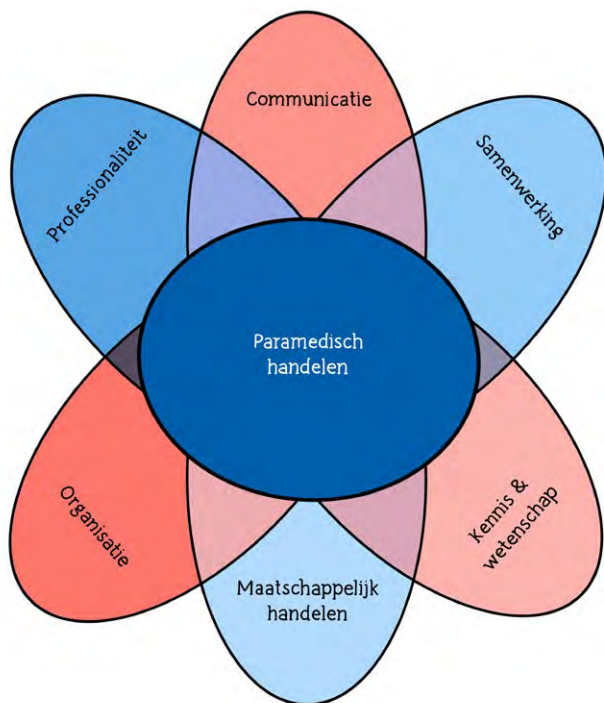 Communicatie
Professionaliteit
Samenwerking
Paramedisch
handelen
Organisatie
Kennis &
wetenschap
Maatschappelijk
handelen